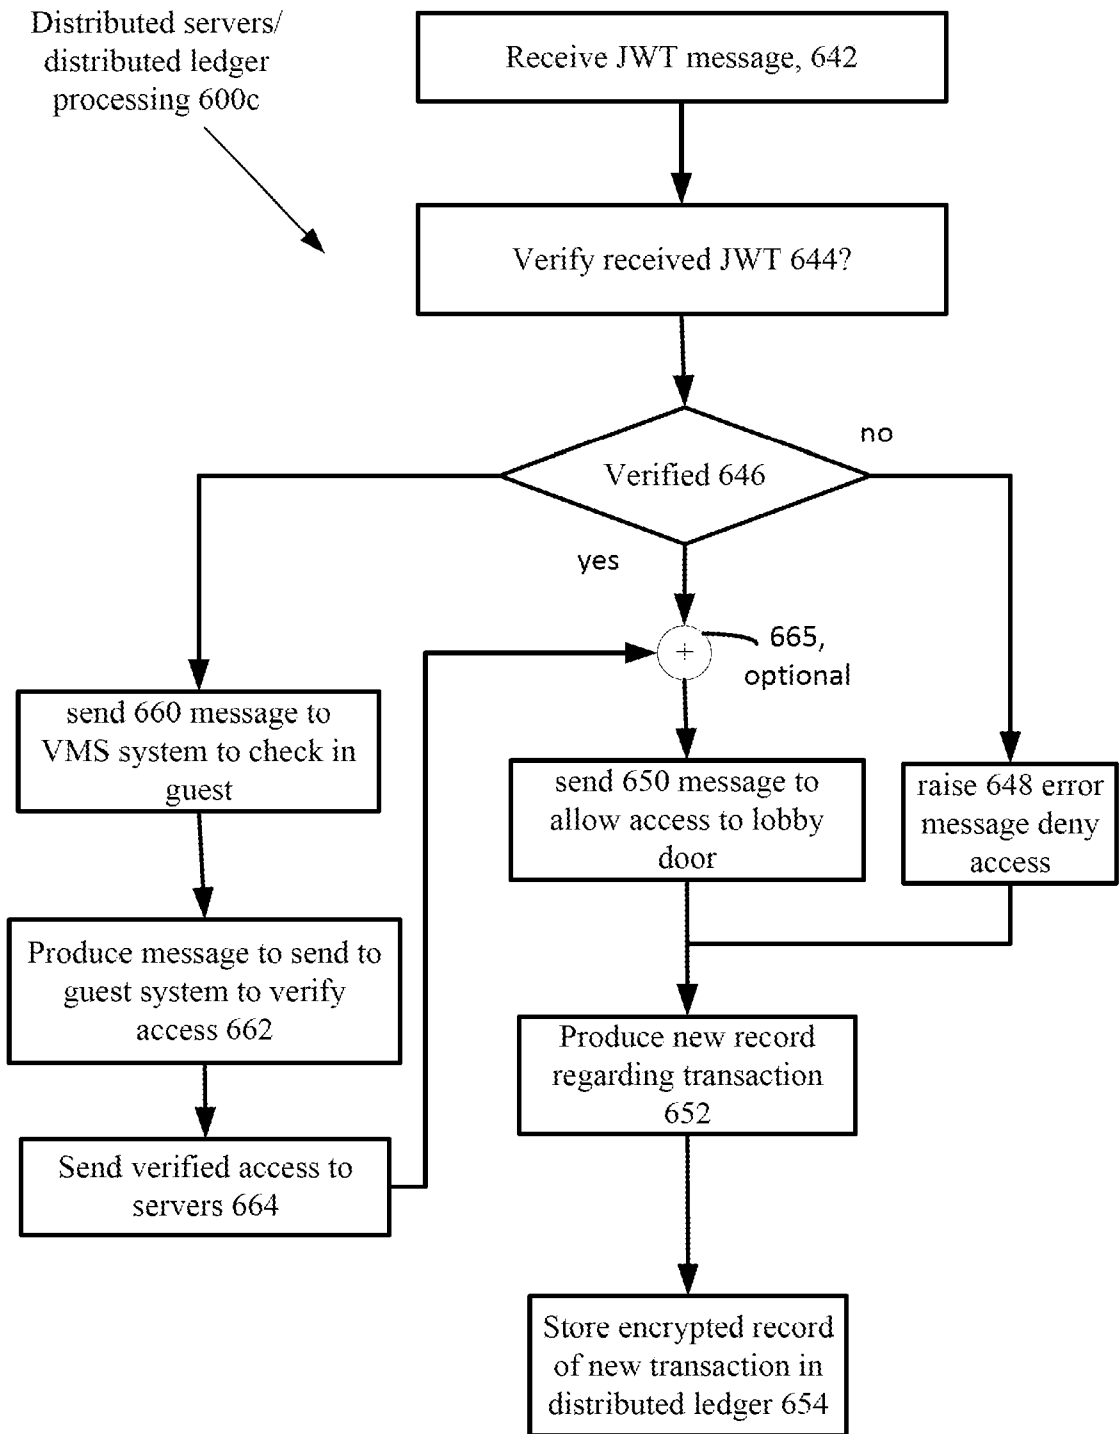 Distributed servers/
distributed ledger
processing 600c
Receive JWT message, 642
Verify received JWT 644?
Verified 646
no
yes
+
665,
optional
send 660 message to
VMS system to check in
guest
send 650 message to
allow access to lobby
door
raise 648 error
message deny
access
Produce message to send to
guest system to verify
access 662
Produce new record
regarding transaction
652
Send verified access to
servers 664
Store encrypted record
of new transaction in
distributed ledger 654